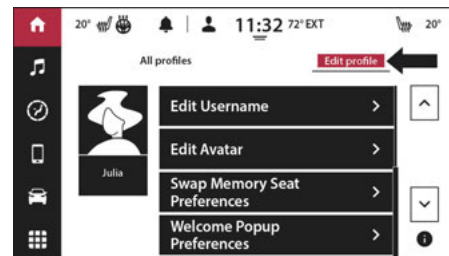 20° 11:32 72° EXT 20°
All profiles Edit profile
Edit Username
Edit Avatar
Julia
Swap Memory Seat
Preferences
Welcome Popup
Preferences